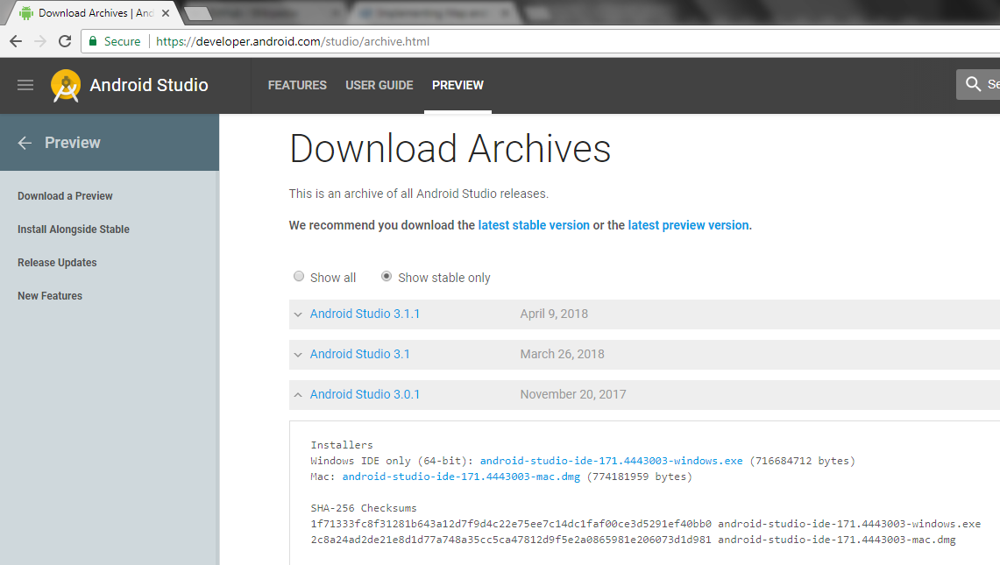 Download Archives | And
Secure https://developer.android.com/studio/archive.html
Android Studio
FEATURES USER GUIDE PREVIEW
Preview
Download a Preview
Install Alongside Stable
Release Updates
New Features
Download Archives
This is an archive of all Android Studio releases.
We recommend you download the latest stable version or the latest preview version.
Show all Show stable only
Android Studio 3.1.1 April 9, 2018
Android Studio 3.1 March 26, 2018
Android Studio 3.0.1 November 20, 2017
Installers
Windows IDE only (64-bit): android-studio-ide-171.4443003-windows.exe (716684712 bytes)
Mac: android-studio-ide-171.4443003-mac.dmg (774181959 bytes)
SHA-256 Checksums
1f71333fc8f31281b643a12d7f9d4c22e75ee7c14dc1faf00ce3d5291ef40bb0 android-studio-ide-171.4443003-windows.exe
2c8a24ad2de21e8d1d77a748a35cc5ca47812d9f5e2a0865981e206073d1d981 android-studio-ide-171.4443003-mac.dmg